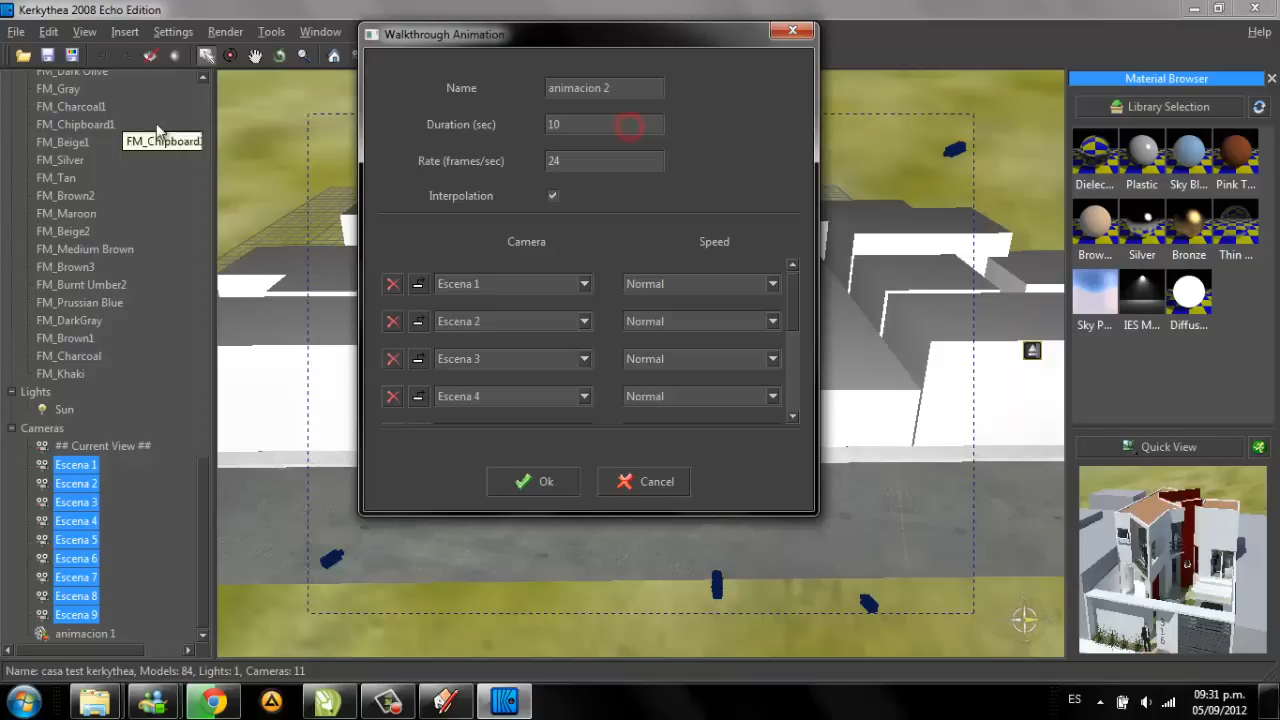 Kerkythea 2008 Echo Edition
File Edit View Insert Settings Render Tools Window Help
FM_Dark Olive
FM_Gray
FM_Charcoal1
FM_Chipboard1
FM_Chipboard1
FM_Beige1
FM_Silver
FM_Tan
FM_Brown2
FM_Maroon
FM_Beige2
FM_Medium Brown
FM_Brown3
FM_Burnt Umber2
FM_Prussian Blue
FM_DarkGray
FM_Brown1
FM_Charcoal
FM_Khaki
Lights
Sun
Cameras
## Current View ##
Escena 1
Escena 2
Escena 3
Escena 4
Escena 5
Escena 6
Escena 7
Escena 8
Escena 9
animacion 1
Walkthrough Animation
Name animacion 2
Duration (sec) 10
Rate (frames/sec) 24
Interpolation
Camera Speed
Escena 1 Normal
Escena 2 Normal
Escena 3 Normal
Escena 4 Normal
Ok Cancel
Material Browser
Library Selection
Dielec... Plastic Sky Bl... Pink T...
Brow... Silver Bronze Thin ...
Sky P... IES M... Diffus...
Quick View
Name: casa test kerkythea, Models: 84, Lights: 1, Cameras: 11
ES
09:31 p.m.
05/09/2012